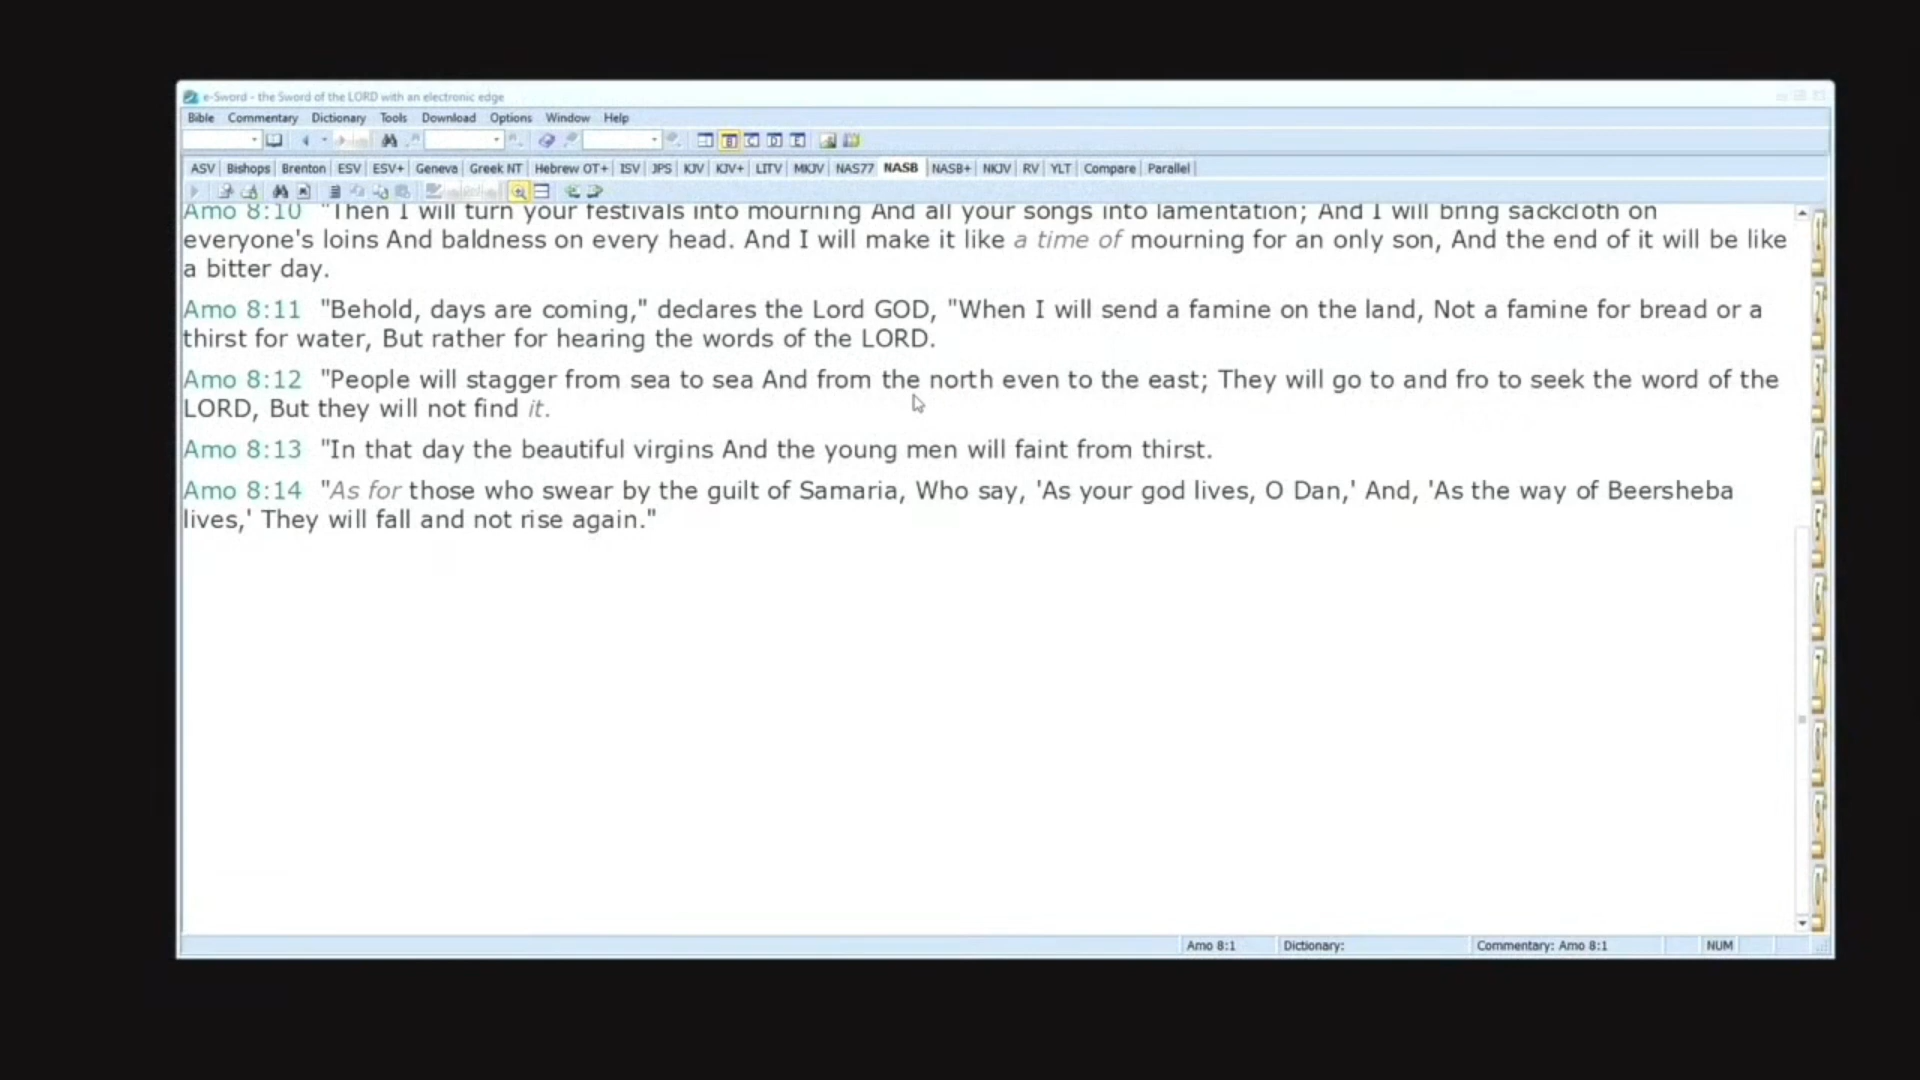 e-Sword - the Sword of the LORD with an electronic edge
Bible Commentary Dictionary Tools Download Options Window Help
ASV Bishops Brenton ESV ESV+ Geneva Greek NT Hebrew OT+ ISV JPS KJV KJV+ LITV MKJV NAS77 NASB NASB+ NKJV RV YLT Compare Parallel
Amo 8:10 "Then I will turn your festivals into mourning And all your songs into lamentation; And I will bring sackcloth on
everyone's loins And baldness on every head. And I will make it like a time of mourning for an only son, And the end of it will be like
a bitter day.
Amo 8:11 "Behold, days are coming," declares the Lord GOD, "When I will send a famine on the land, Not a famine for bread or a
thirst for water, But rather for hearing the words of the LORD.
Amo 8:12 "People will stagger from sea to sea And from the north even to the east; They will go to and fro to seek the word of the
LORD, But they will not find it.
Amo 8:13 "In that day the beautiful virgins And the young men will faint from thirst.
Amo 8:14 "As for those who swear by the guilt of Samaria, Who say, 'As your god lives, O Dan,' And, 'As the way of Beersheba
lives,' They will fall and not rise again."
Amo 8:1 Dictionary: Commentary: Amo 8:1 NUM